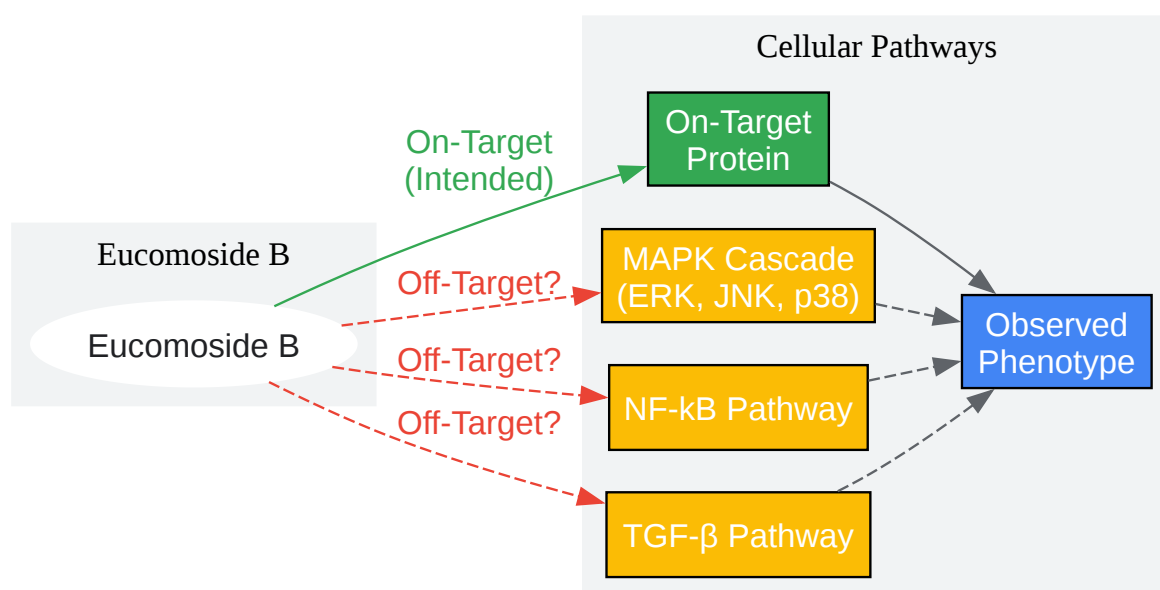 Cellular Pathways
On-Target
Protein
On-Target
(Intended)
Eucomoside B
Eucomoside B
Off-Target?
MAPK Cascade
(ERK, JNK, p38)
Off-Target?
NF-kB Pathway
Off-Target?
TGF-β Pathway
Observed
Phenotype